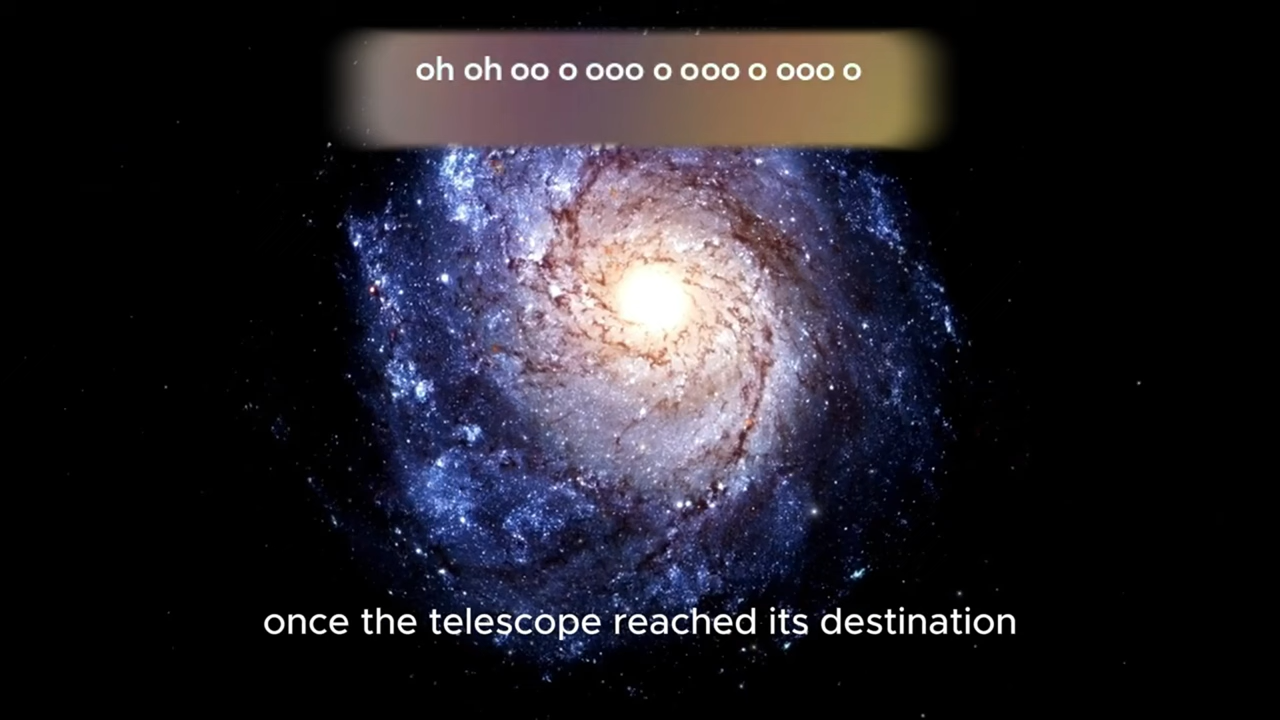 oh oh oo o ooo o ooo o ooo o
once the telescope reached its destination